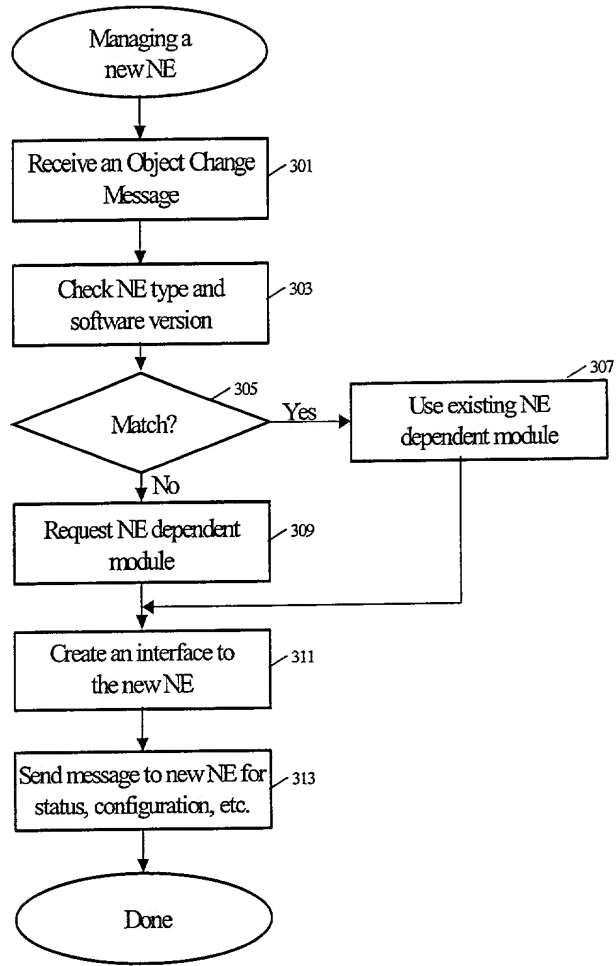 Managing a
new NE
Receive an Object Change
Message
301
Check NE type and
software version
303
305
Match?
Yes
307
Use existing NE
dependent module
No
Request NE dependent
module
309
Create an interface to
the new NE
311
Send message to new NE for
status, configuration, etc.
313
Done